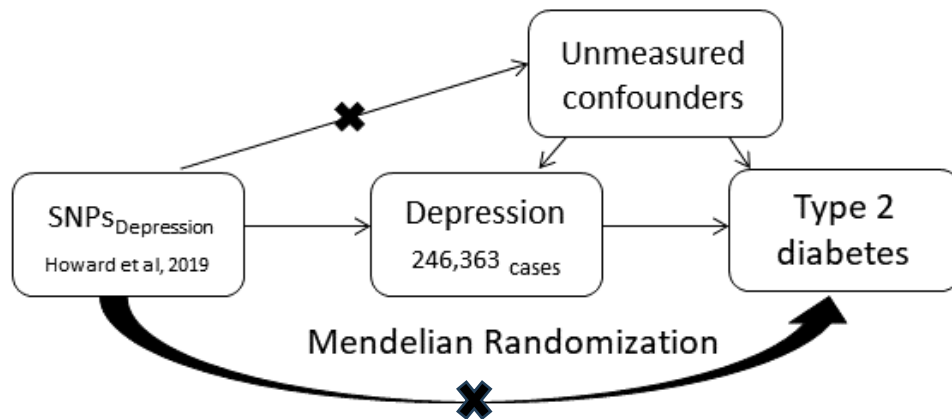 Unmeasured
confounders
SNPsDepression
Howard et al, 2019
Depression
246,363 cases
Type 2
diabetes
Mendelian Randomization